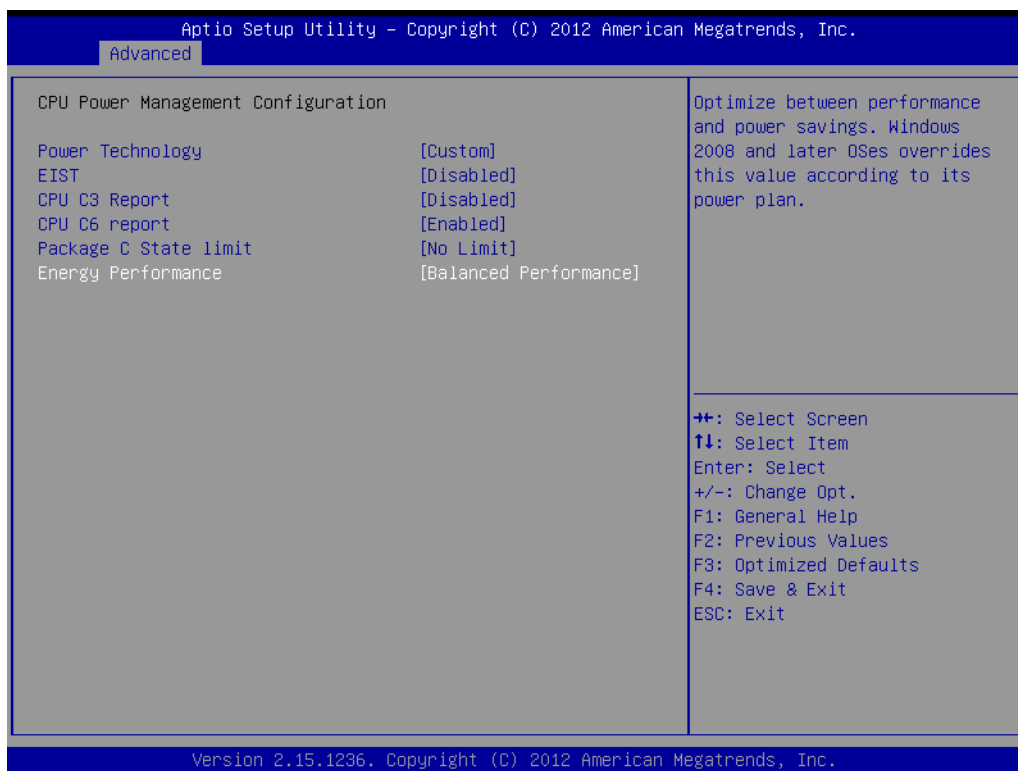 Aptio Setup Utility – Copyright (C) 2012 American Megatrends, Inc.
Advanced
CPU Power Management Configuration
Power Technology [Custom]
EIST [Disabled]
CPU C3 Report [Disabled]
CPU C6 report [Enabled]
Package C State limit [No Limit]
Energy Performance [Balanced Performance]
Optimize between performance
and power savings. Windows
2008 and later OSes overrides
this value according to its
power plan.
→←: Select Screen
↑↓: Select Item
Enter: Select
+/-: Change Opt.
F1: General Help
F2: Previous Values
F3: Optimized Defaults
F4: Save & Exit
ESC: Exit
Version 2.15.1236. Copyright (C) 2012 American Megatrends, Inc.